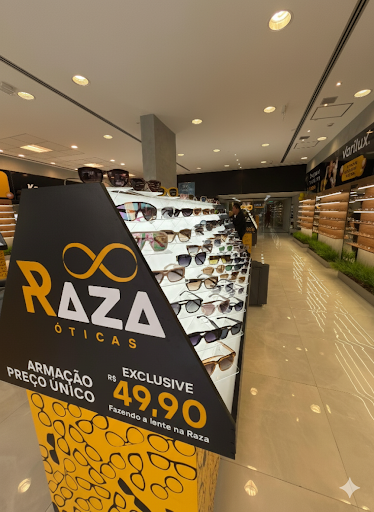 RAZA
ÓTICAS
ARMAÇÃO
PREÇO ÚNICO
EXCLUSIVE
R$ 49,90
Fazendo a lente na Raza
Varilux